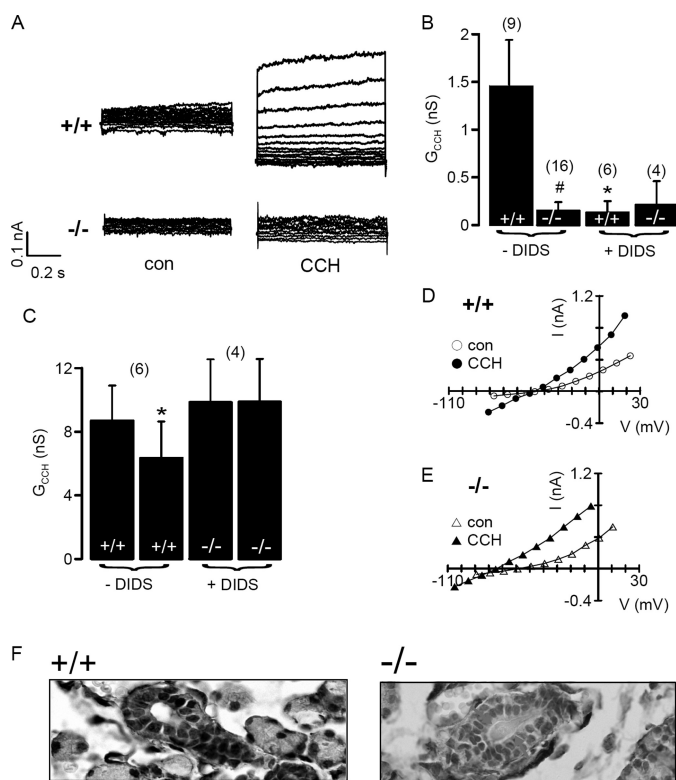 A
+/+
-/-
0.1 nA
0.2 s
con
CCH
B
G_CCH (nS)
2
1.5
1
0.5
0
(9)
(16)
#
(6)
*
(4)
+/+
-/-
+/+
-/-
- DIDS
+ DIDS
C
G_CCH (nS)
12
8
4
0
(6)
*
(4)
+/+
+/+
-/-
-/-
- DIDS
+ DIDS
D
+/+
con
CCH
I (nA)
1.2
-110
30
-0.4
V (mV)
E
-/-
con
CCH
I (nA)
1.2
-110
30
-0.4
V (mV)
F
+/+
-/-